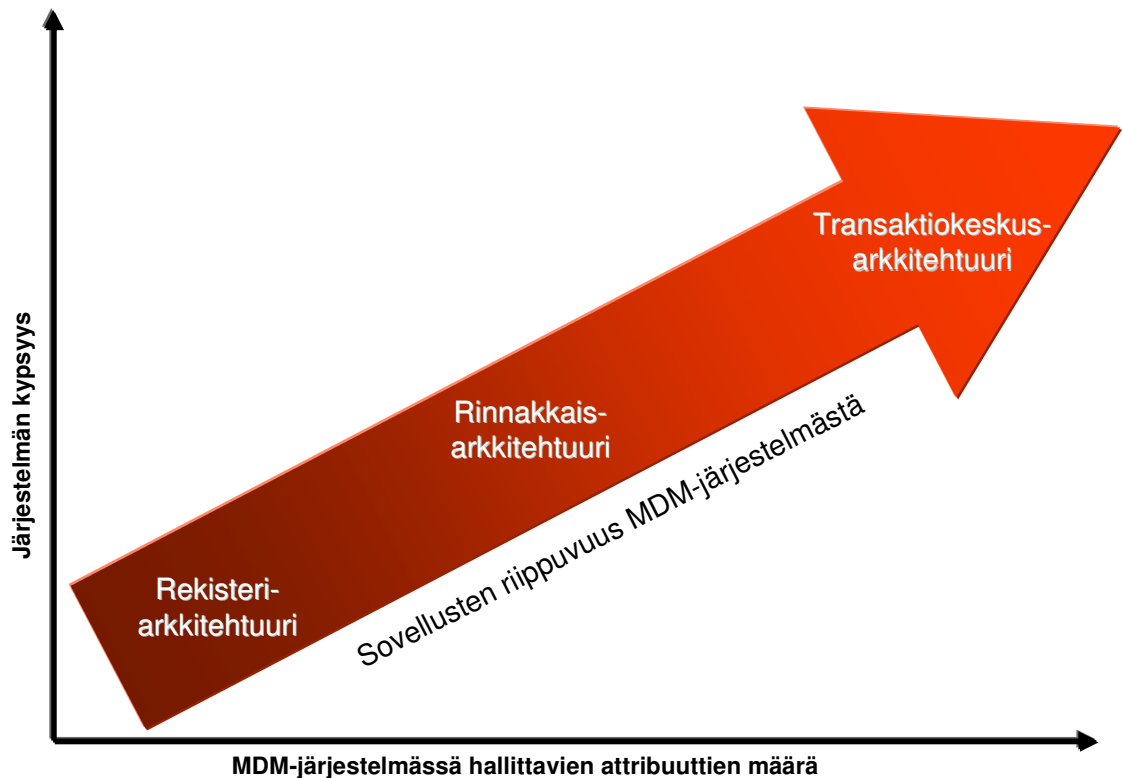 Transaktiokeskus-
arkkitehtuuri
Järjestelmän kypsyys
Rinnakkais-
arkkitehtuuri
Sovellusten riippuvuus MDM-järjestelmästä
Rekisteri-
arkkitehtuuri
MDM-järjestelmässä hallittavien attribuuttien määrä